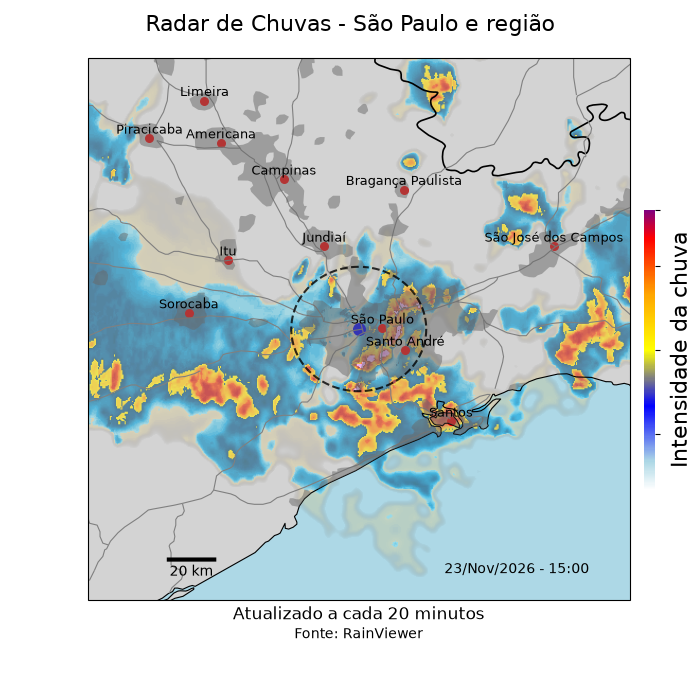 Radar de Chuvas - São Paulo e região
Limeira
Piracicaba
Americana
Campinas
Bragança Paulista
Jundiaí
São José dos Campos
Itu
Sorocaba
São Paulo
Santo André
Santos
Intensidade da chuva
20 km
23/Nov/2026 - 15:00
Atualizado a cada 20 minutos
Fonte: RainViewer